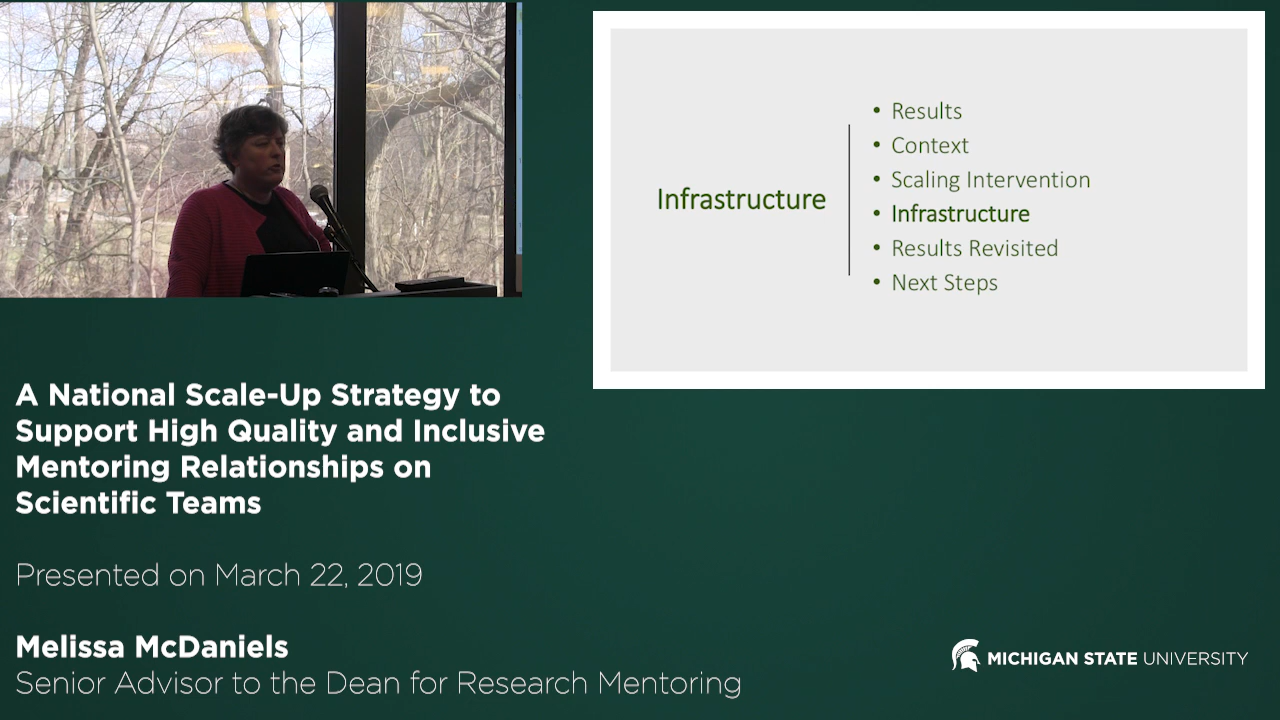 Infrastructure
• Results
• Context
• Scaling Intervention
• Infrastructure
• Results Revisited
• Next Steps
A National Scale-Up Strategy to
Support High Quality and Inclusive
Mentoring Relationships on
Scientific Teams
Presented on March 22, 2019
Melissa McDaniels
Senior Advisor to the Dean for Research Mentoring
MICHIGAN STATE UNIVERSITY